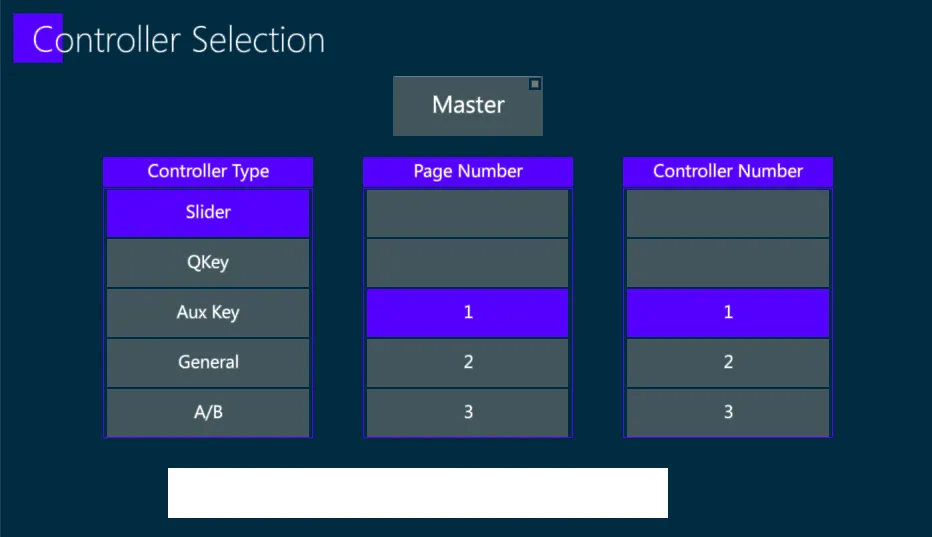 Controller Selection
Master
Controller Type
Page Number
Controller Number
Slider
QKey
Aux Key
1
1
General
2
2
A/B
3
3